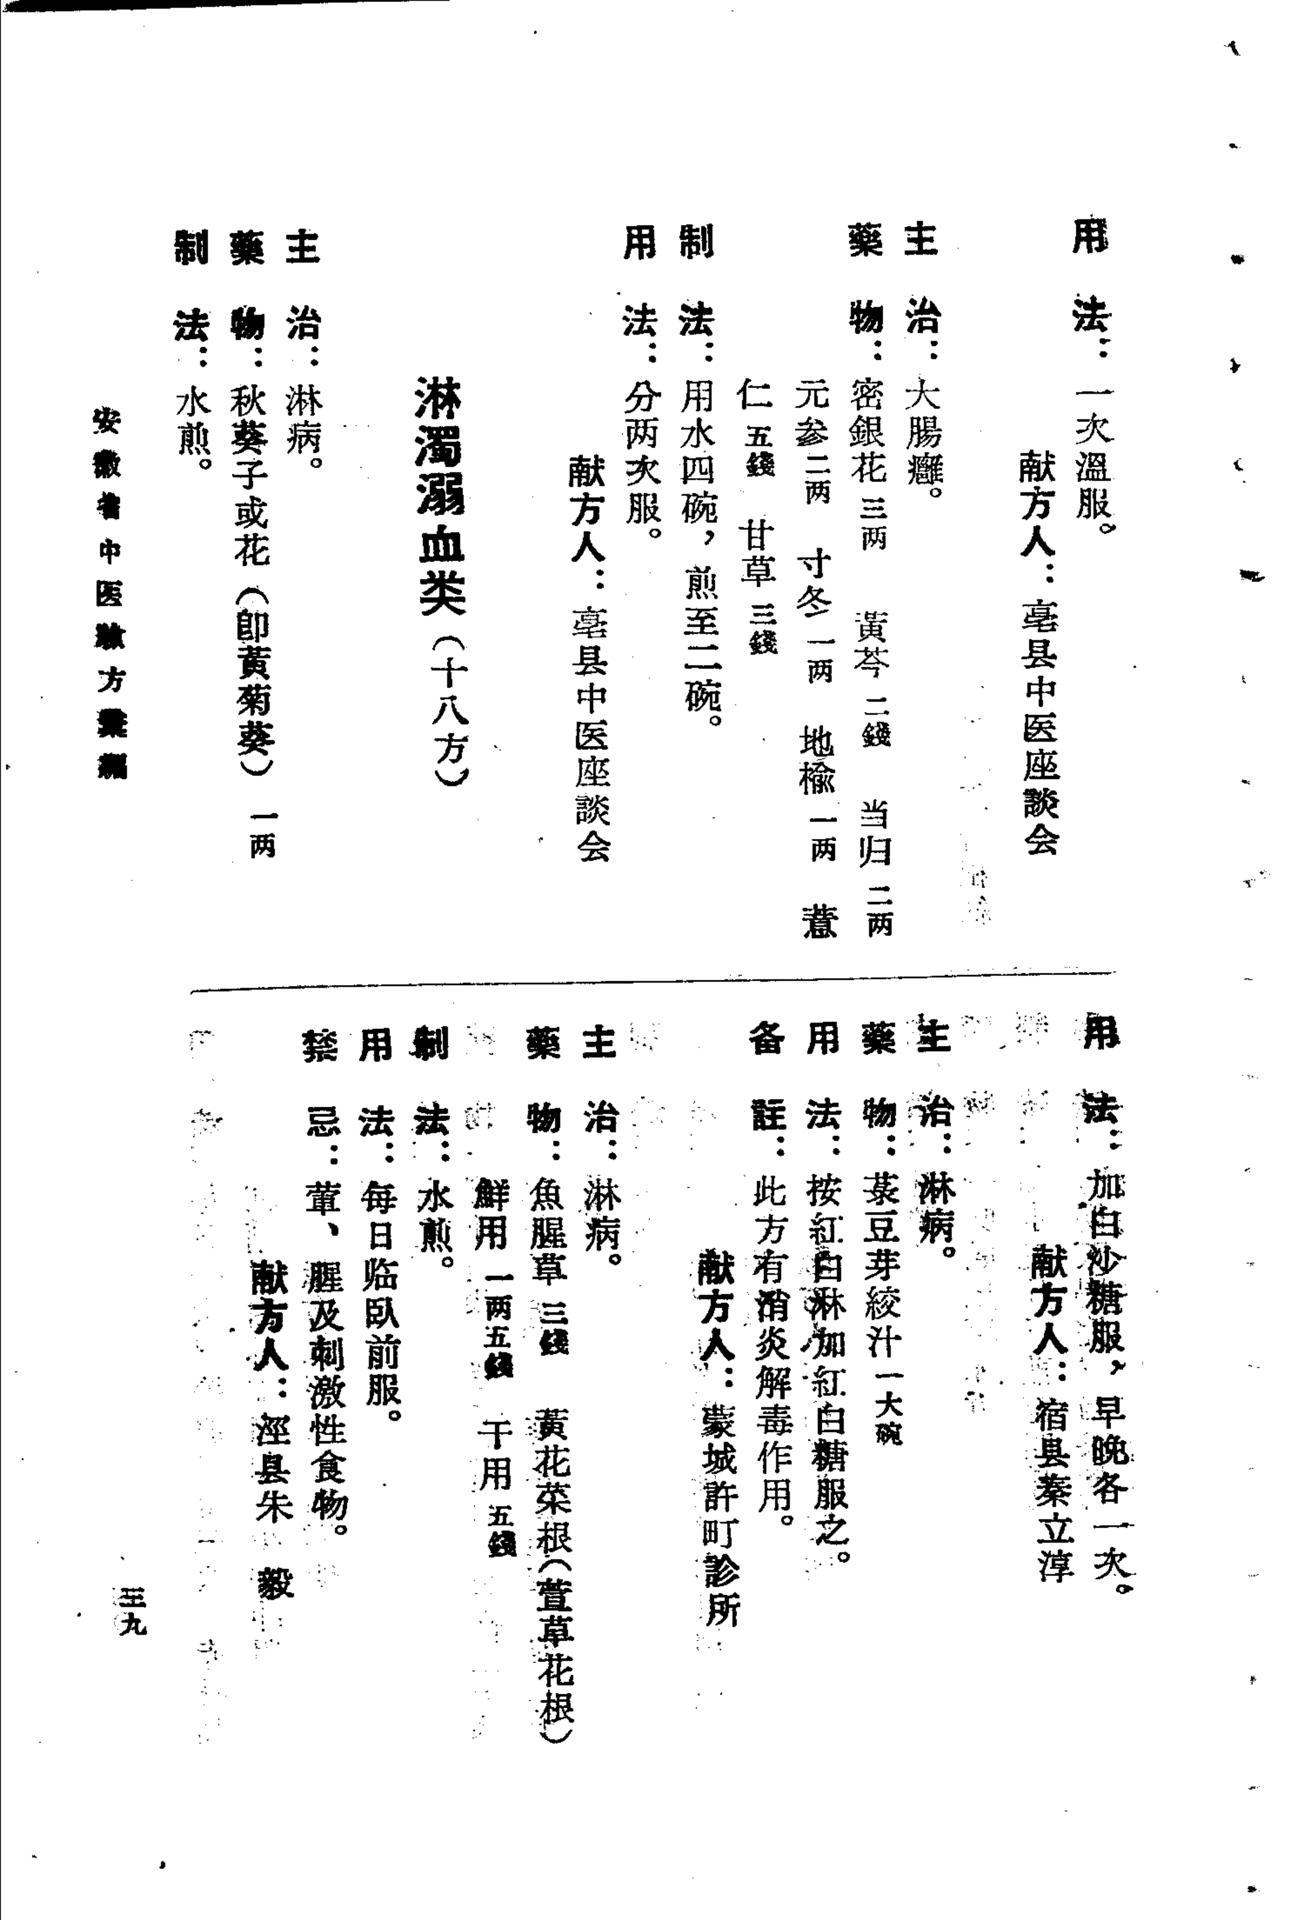 用　法：一次溫服。
献方人：亳县中医座談会
主　治：大腸癰。
藥　物：密銀花三两　黃芩二錢　当归二两
元参二两　寸冬一两　地榆一两　薏
仁五錢　甘草三錢
制　法：用水四碗，煎至二碗。
用　法：分两次服。
献方人：亳县中医座談会
淋濁溺血类（十八方）
主　治：淋病。
藥　物：秋葵子或花（卽黃菊葵）一两
制　法：水煎。
用　法：加白沙糖服，早晚各一次。
献方人：宿县秦立淳
主　治：淋病。
藥　物：菉豆芽絞汁一大碗
用　法：按紅白淋加紅白糖服之。
备　註：此方有消炎解毒作用。
献方人：蒙城許町診所
主　治：淋病。
藥　物：魚腥草三錢　黃花菜根（萱草花根）
鮮用一两五錢　干用五錢
制　法：水煎。
用　法：每日临臥前服。
禁　忌：葷、腥及刺激性食物。
献方人：涇县朱　毅
安徽省中医驗方彙編
三九